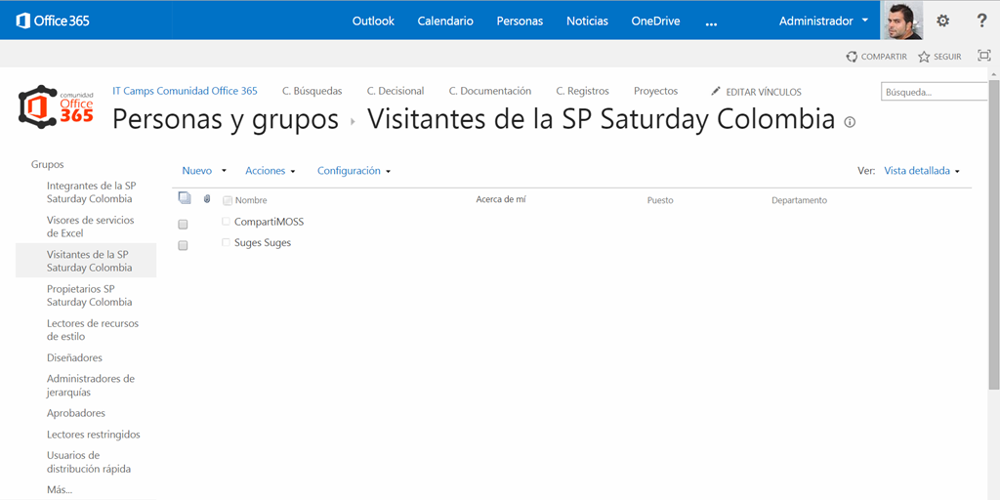 Office 365
Outlook Calendario Personas Noticias OneDrive ... Administrador ?
COMPARTIR SEGUIR
comunidad
Office
365
IT Camps Comunidad Office 365 C. Búsquedas C. Decisional C. Documentación C. Registros Proyectos EDITAR VÍNCULOS
Búsqueda...
Personas y grupos ▸ Visitantes de la SP Saturday Colombia
Grupos
Integrantes de la SP
Saturday Colombia
Visores de servicios
de Excel
Visitantes de la SP
Saturday Colombia
Propietarios SP
Saturday Colombia
Lectores de recursos
de estilo
Diseñadores
Administradores de
jerarquías
Aprobadores
Lectores restringidos
Usuarios de
distribución rápida
Más...
Nuevo Acciones Configuración Ver: Vista detallada
Nombre Acerca de mí Puesto Departamento
CompartiMOSS
Suges Suges